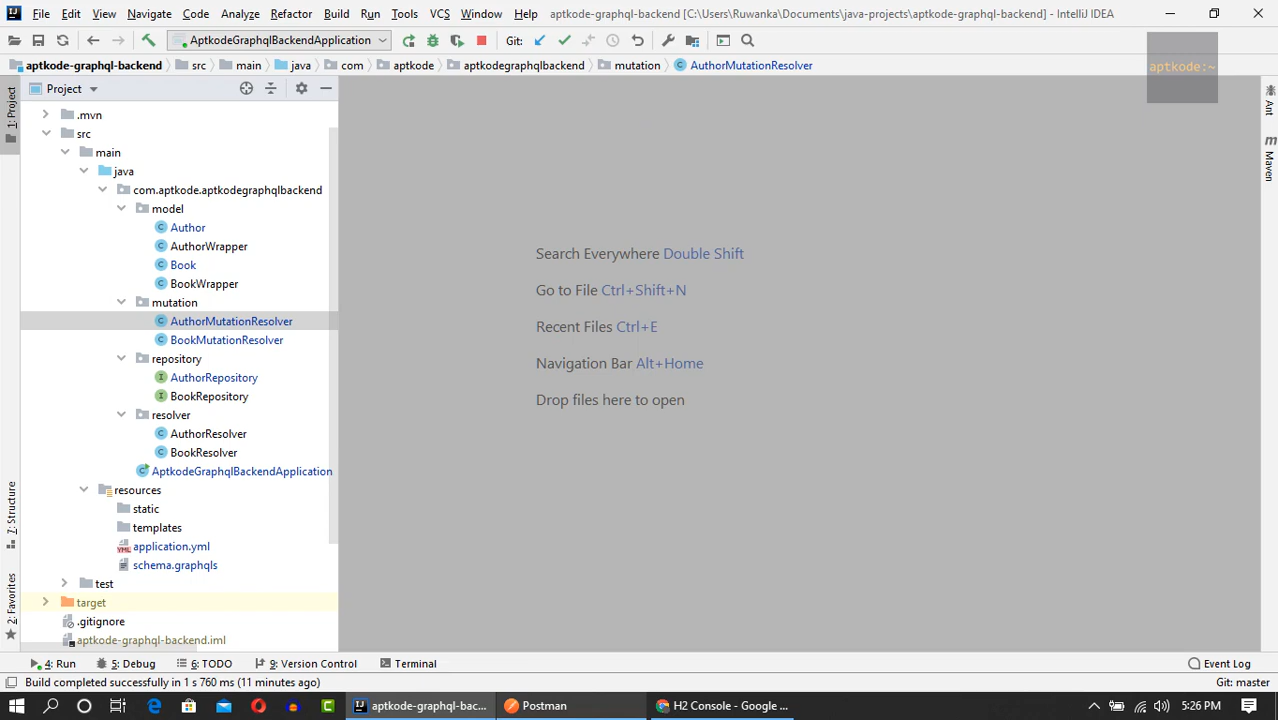 File Edit View Navigate Code Analyze Refactor Build Run Tools VCS Window Help aptkode-graphql-backend [C:\Users\Ruwanka\Documents\java-projects\aptkode-graphql-backend] - IntelliJ IDEA
AptkodeGraphqlBackendApplication Git:
aptkode-graphql-backend src main java com aptkode aptkodegraphqlbackend mutation AuthorMutationResolver
aptkode:~
1: Project
Project
Ant
Maven
.mvn
src
main
java
com.aptkode.aptkodegraphqlbackend
model
Author
AuthorWrapper
Book
BookWrapper
mutation
AuthorMutationResolver
BookMutationResolver
repository
AuthorRepository
BookRepository
resolver
AuthorResolver
BookResolver
AptkodeGraphqlBackendApplication
resources
static
templates
application.yml
schema.graphqls
test
target
.gitignore
aptkode-graphql-backend.iml
Search Everywhere Double Shift
Go to File Ctrl+Shift+N
Recent Files Ctrl+E
Navigation Bar Alt+Home
Drop files here to open
7: Structure
2: Favorites
4: Run 5: Debug 6: TODO 9: Version Control Terminal Event Log
Build completed successfully in 1 s 760 ms (11 minutes ago) Git: master
aptkode-graphql-bac... Postman H2 Console - Google ... 5:26 PM